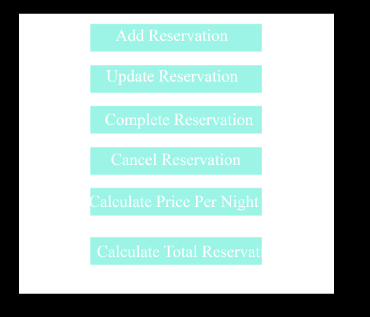 Add Reservation
Update Reservation
Complete Reservation
Cancel Reservation
Calculate Price Per Night
Calculate Total Reservat